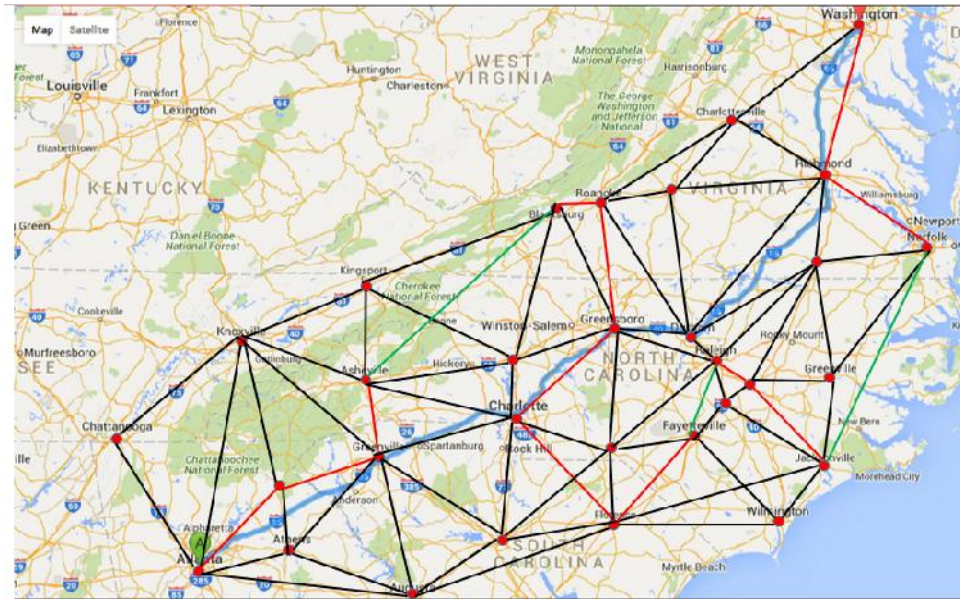 Washington
Florence
Map Satellite
Louisville
Frankfort
Lexington
Huntington
Charleston
WEST
VIRGINIA
Monongahela
National Forest
Harrisonburg
The George
Washington
and Jefferson
National
Charlottesville
Elizabethtown
KENTUCKY
Richmond
Roanoke
VIRGINIA
Williamsburg
Blacksburg
Newport
Norfolk
Green
Daniel Boone
National Forest
Kingsport
Cherokee
National Forest
Boone
Cookeville
Knoxville
Gatlinburg
Winston-Salem
Greensboro
Durham
Raleigh
Rocky Mount
Murfreesboro
SEE
Asheville
Hickory
NORTH
CAROLINA
Greenville
Charlotte
Chattanooga
Fayetteville
New Bern
Greenville
Spartanburg
Rock Hill
Jacksonville
Morehead City
Chattahoochee
National Forest
Anderson
Alpharetta
A
Atlanta
Athens
Florence
Wilmington
SOUTH
CAROLINA
Myrtle Beach
Augusta